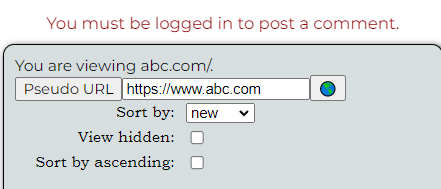 You must be logged in to post a comment.
You are viewing abc.com/.
Pseudo URL https://www.abc.com
Sort by: new
View hidden:
Sort by ascending: